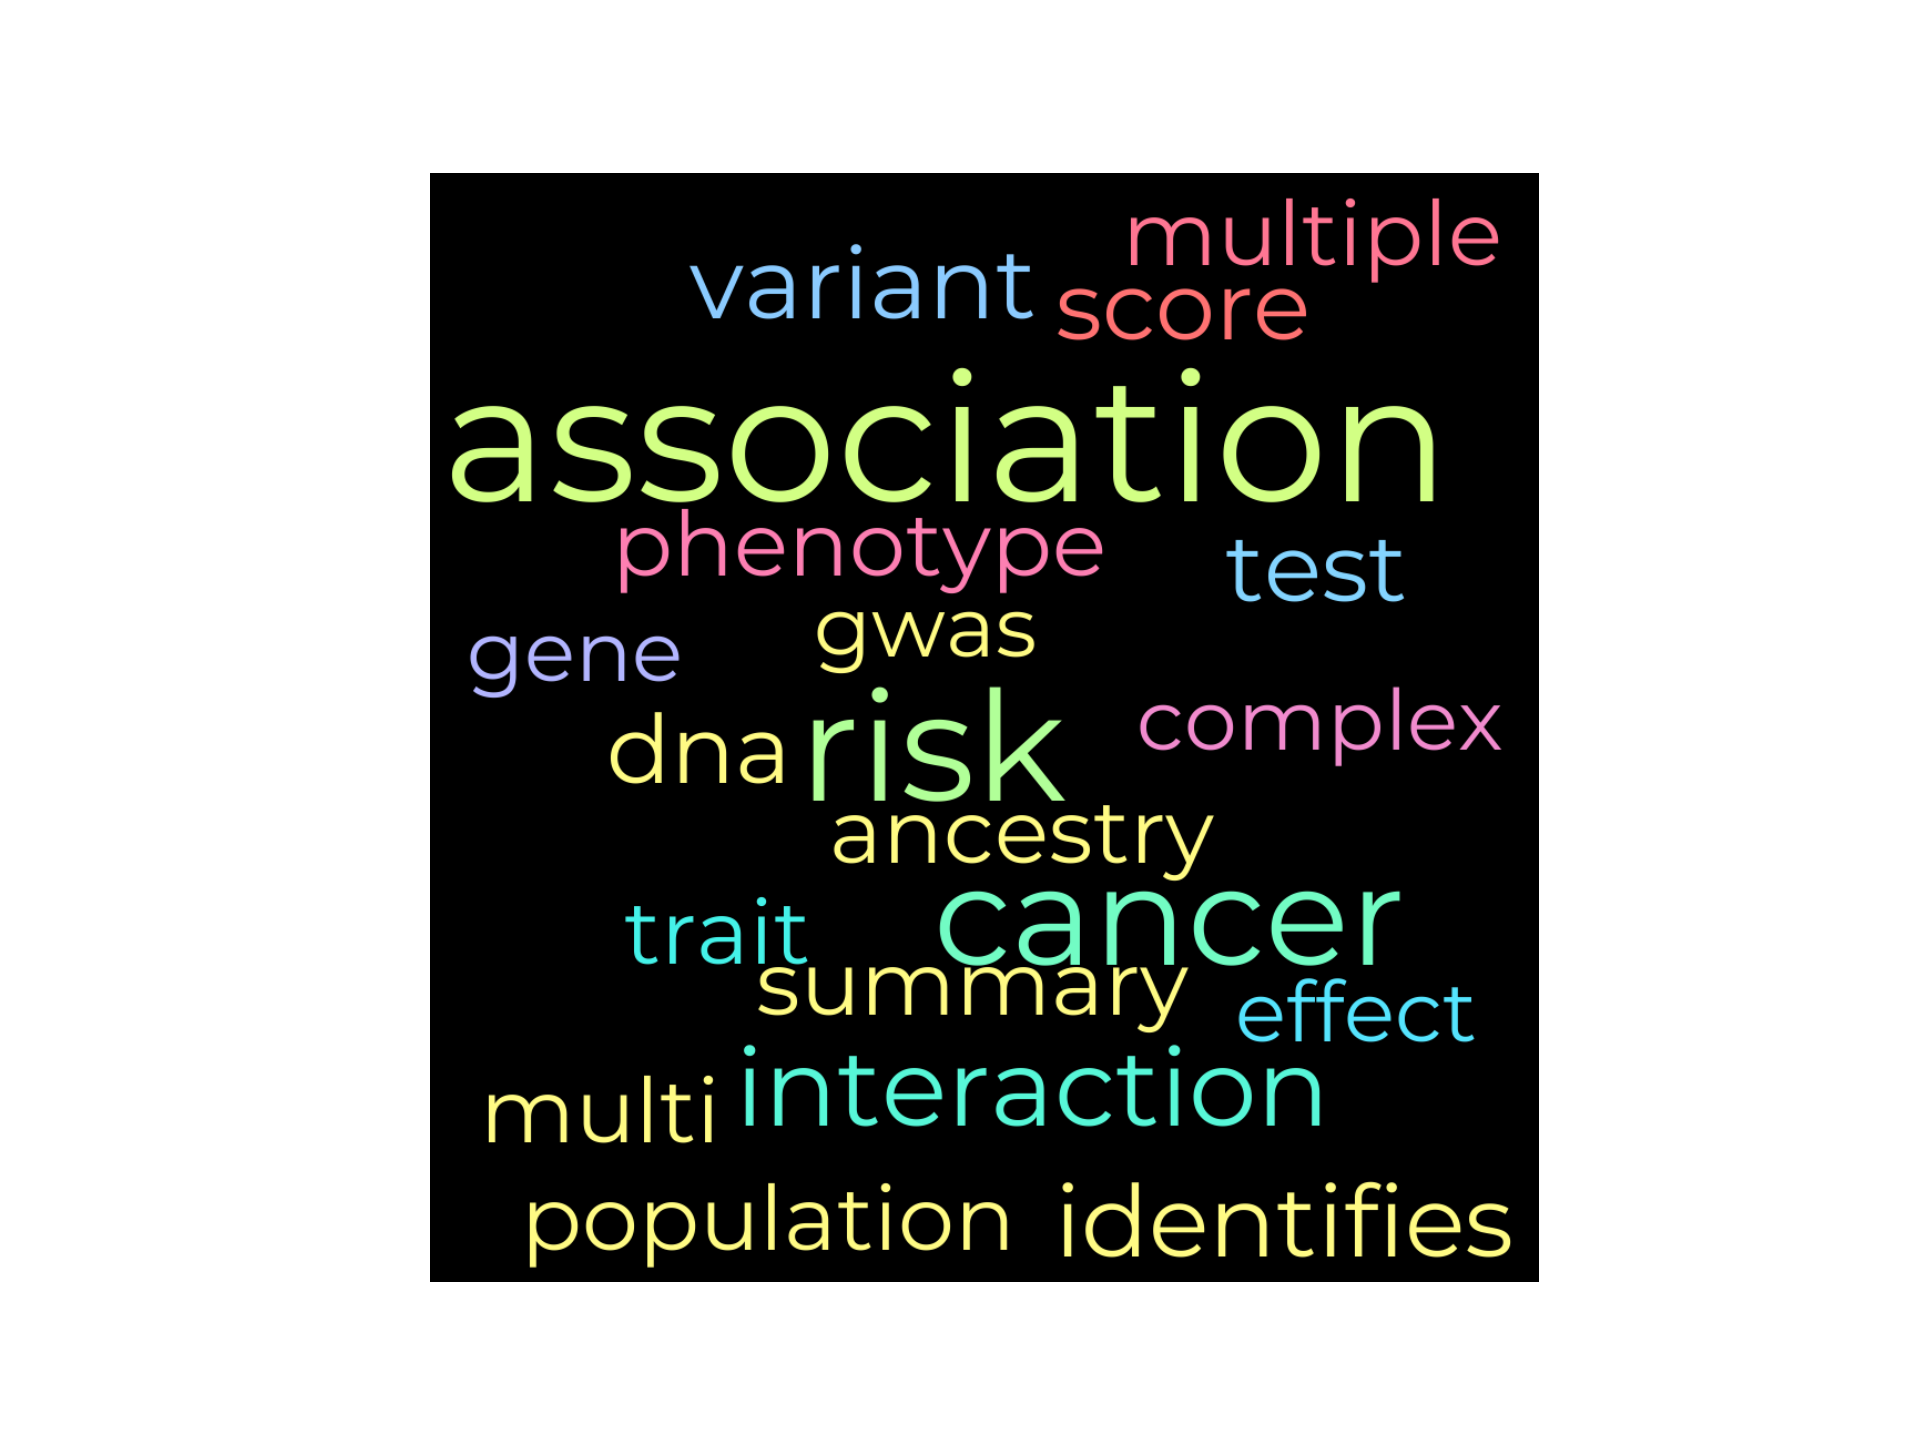 multiple
variant
score
association
phenotype
test
gwas
gene
complex
dna risk
ancestry
trait
cancer
summary
effect
multi
interaction
population identifies